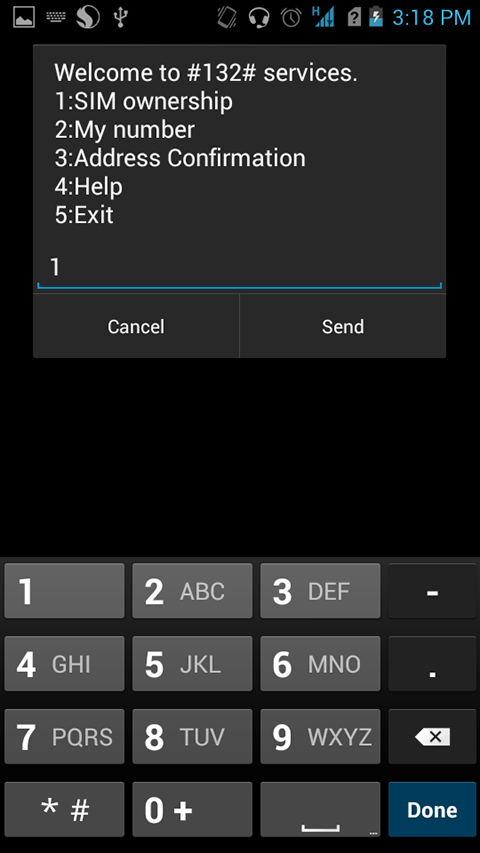 H 3:18 PM
Welcome to #132# services.
1:SIM ownership
2:My number
3:Address Confirmation
4:Help
5:Exit
1
Cancel Send
1 2 ABC 3 DEF -
4 GHI 5 JKL 6 MNO .
7 PQRS 8 TUV 9 WXYZ
* # 0 + ... Done